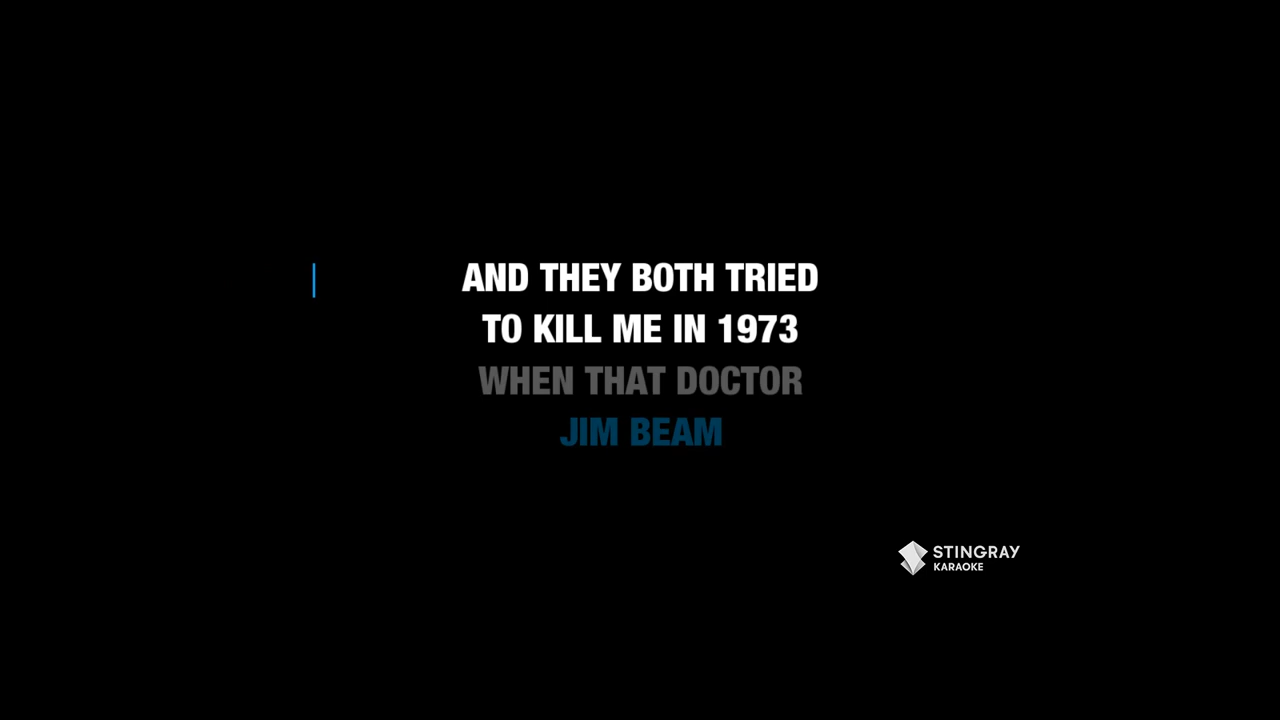 AND THEY BOTH TRIED
TO KILL ME IN 1973
WHEN THAT DOCTOR
JIM BEAM
STINGRAY
KARAOKE